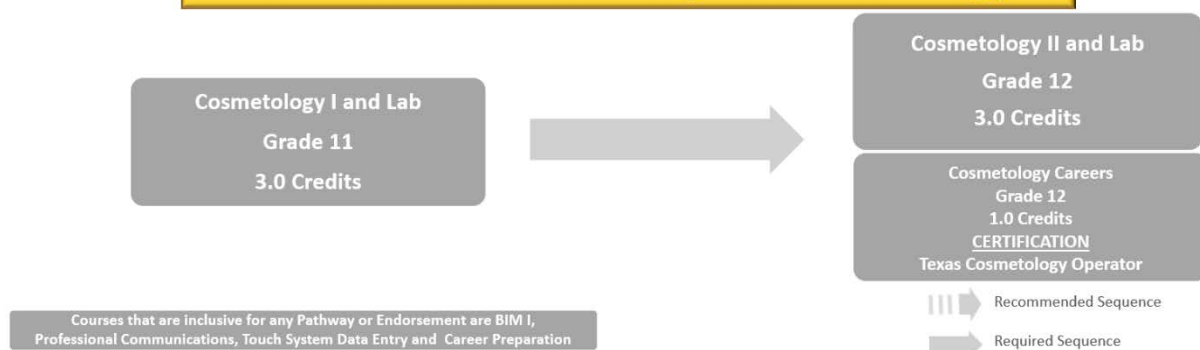 Cosmetology I and Lab
Grade 11
3.0 Credits
Cosmetology II and Lab
Grade 12
3.0 Credits
Cosmetology Careers
Grade 12
1.0 Credits
CERTIFICATION
Texas Cosmetology Operator
Courses that are inclusive for any Pathway or Endorsement are BIM I,
Professional Communications, Touch System Data Entry and Career Preparation
Recommended Sequence
Required Sequence